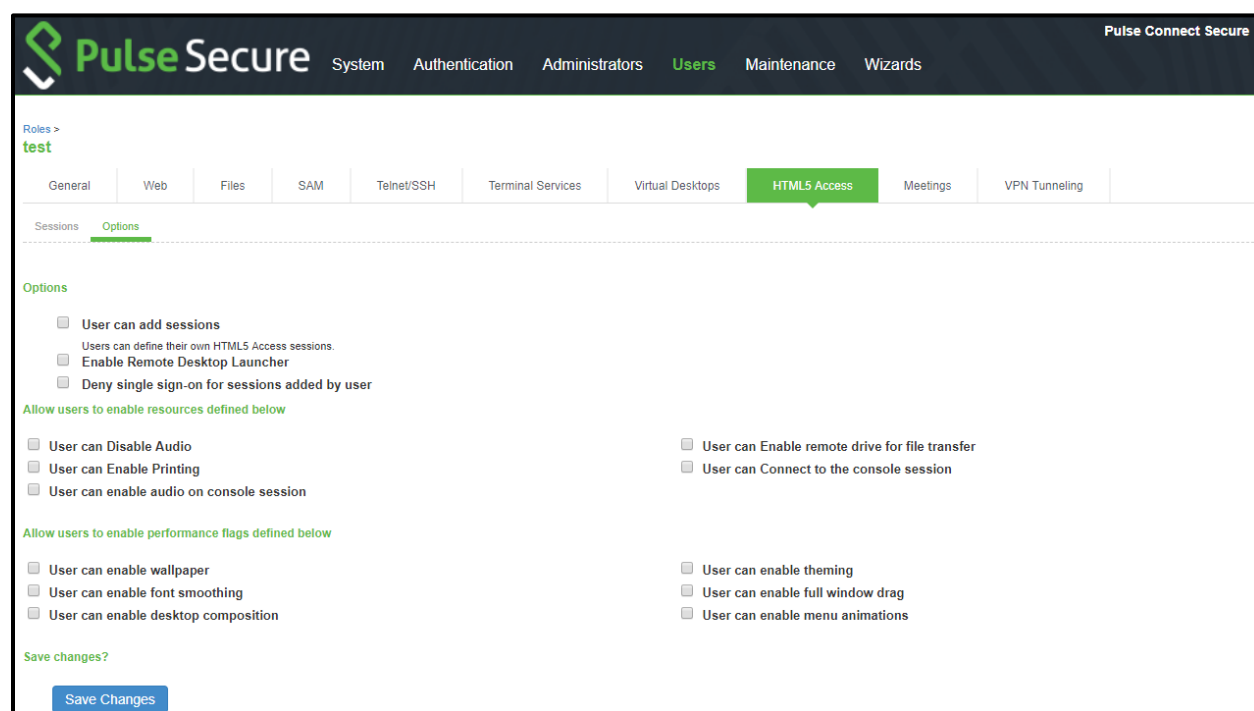 Pulse Connect Secure
Pulse Secure System Authentication Administrators Users Maintenance Wizards
Roles >
test
General Web Files SAM Telnet/SSH Terminal Services Virtual Desktops HTML5 Access Meetings VPN Tunneling
Sessions Options
Options
User can add sessions
Users can define their own HTML5 Access sessions.
Enable Remote Desktop Launcher
Deny single sign-on for sessions added by user
Allow users to enable resources defined below
User can Disable Audio User can Enable remote drive for file transfer
User can Enable Printing User can Connect to the console session
User can enable audio on console session
Allow users to enable performance flags defined below
User can enable wallpaper User can enable theming
User can enable font smoothing User can enable full window drag
User can enable desktop composition User can enable menu animations
Save changes?
Save Changes